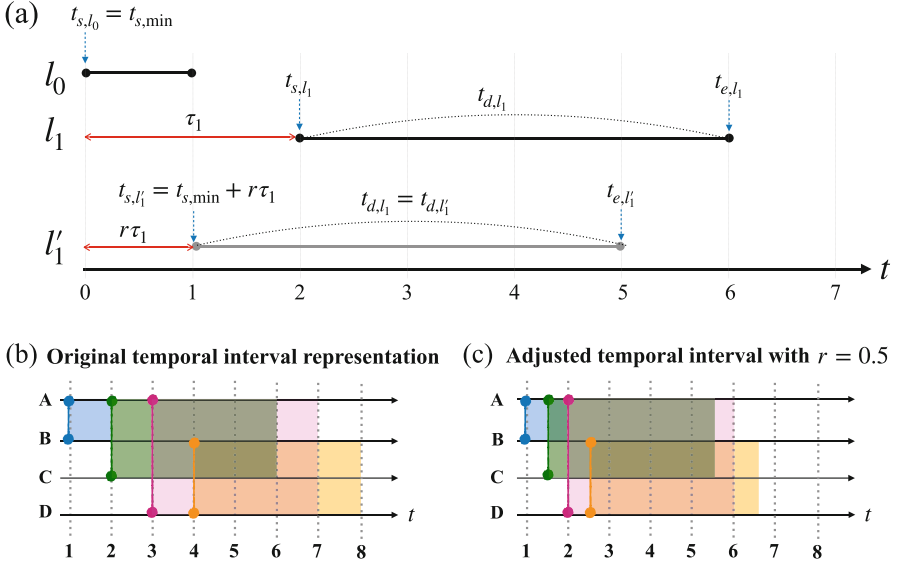 (a)
t_{s,l_0} = t_{s,min}
l_0
t_{s,l_1}
t_{d,l_1}
t_{e,l_1}
l_1
τ_1
t_{s,l'_1} = t_{s,min} + rτ_1
t_{d,l_1} = t_{d,l'_1}
t_{e,l'_1}
l'_1
rτ_1
t
0 1 2 3 4 5 6 7
(b) Original temporal interval representation
A
B
C
D
t
1 2 3 4 5 6 7 8
(c) Adjusted temporal interval with r = 0.5
A
B
C
D
t
1 2 3 4 5 6 7 8